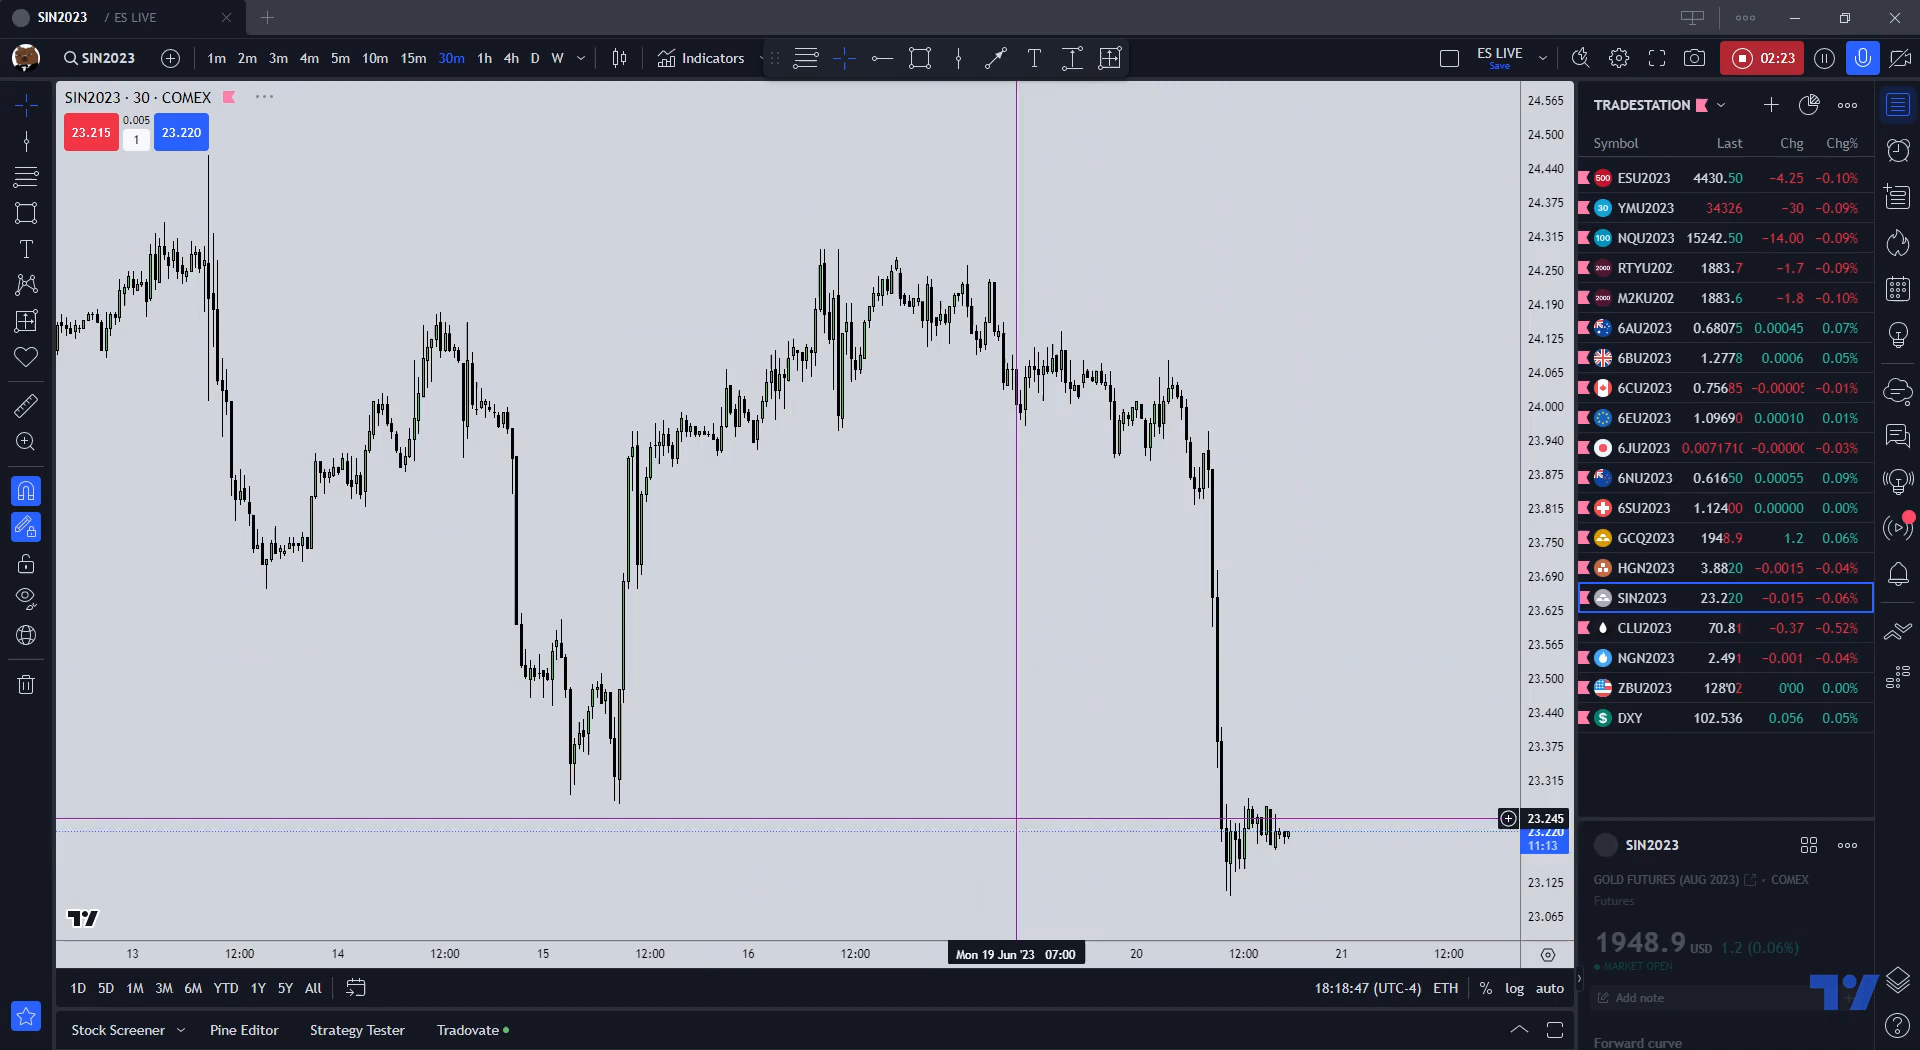 SIN2023 / ES LIVE
SIN2023 1m 2m 3m 4m 5m 10m 15m 30m 1h 4h D W Indicators ES LIVE Save 02:23
SIN2023 · 30 · COMEX
23.215 0.005 1 23.220
24.565
24.500
24.440
24.375
24.315
24.250
24.190
24.125
24.065
24.000
23.940
23.875
23.815
23.750
23.690
23.625
23.565
23.500
23.440
23.375
23.315
23.245
23.220
11:13
23.125
23.065
13 12:00 14 12:00 15 12:00 16 12:00 Mon 19 Jun '23 07:00 20 12:00 21 12:00
1D 5D 1M 3M 6M YTD 1Y 5Y All 18:18:47 (UTC-4) ETH % log auto
Stock Screener Pine Editor Strategy Tester Tradovate
TRADESTATION
Symbol Last Chg Chg%
500 ESU2023 4430.50 −4.25 −0.10%
30 YMU2023 34326 −30 −0.09%
100 NQU2023 15242.50 −14.00 −0.09%
2000 RTYU202 1883.7 −1.7 −0.09%
2000 M2KU202 1883.6 −1.8 −0.10%
6AU2023 0.68075 0.00045 0.07%
6BU2023 1.2778 0.0006 0.05%
6CU2023 0.75685 −0.00005 −0.01%
6EU2023 1.09690 0.00010 0.01%
6JU2023 0.0071710 −0.0000 −0.03%
6NU2023 0.61650 0.00055 0.09%
6SU2023 1.12400 0.00000 0.00%
GCQ2023 1948.9 1.2 0.06%
HGN2023 3.8820 −0.0015 −0.04%
SIN2023 23.220 −0.015 −0.06%
CLU2023 70.81 −0.37 −0.52%
NGN2023 2.491 −0.001 −0.04%
ZBU2023 128'02 0'00 0.00%
$ DXY 102.536 0.056 0.05%
SIN2023
GOLD FUTURES (AUG 2023) • COMEX
Futures
1948.9 USD 1.2 (0.06%)
MARKET OPEN
Add note
Forward curve